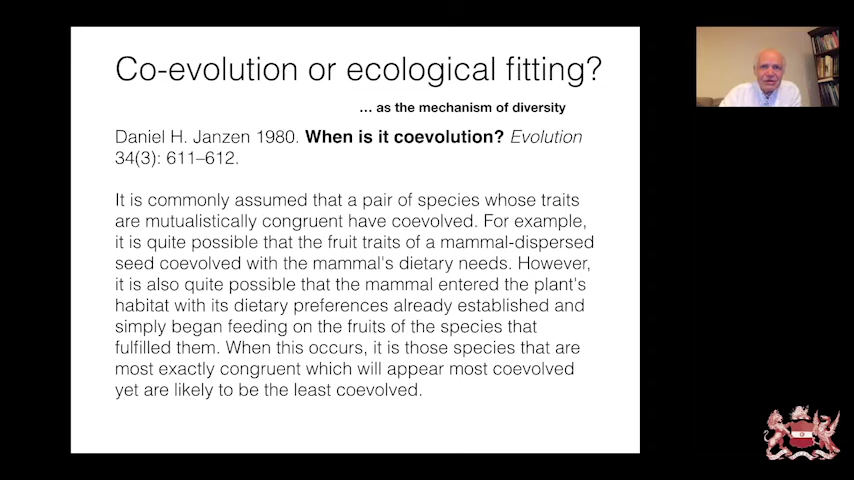 Co-evolution or ecological fitting?
... as the mechanism of diversity
Daniel H. Janzen 1980. When is it coevolution? Evolution
34(3): 611–612.
It is commonly assumed that a pair of species whose traits
are mutualistically congruent have coevolved. For example,
it is quite possible that the fruit traits of a mammal-dispersed
seed coevolved with the mammal's dietary needs. However,
it is also quite possible that the mammal entered the plant's
habitat with its dietary preferences already established and
simply began feeding on the fruits of the species that
fulfilled them. When this occurs, it is those species that are
most exactly congruent which will appear most coevolved
yet are likely to be the least coevolved.